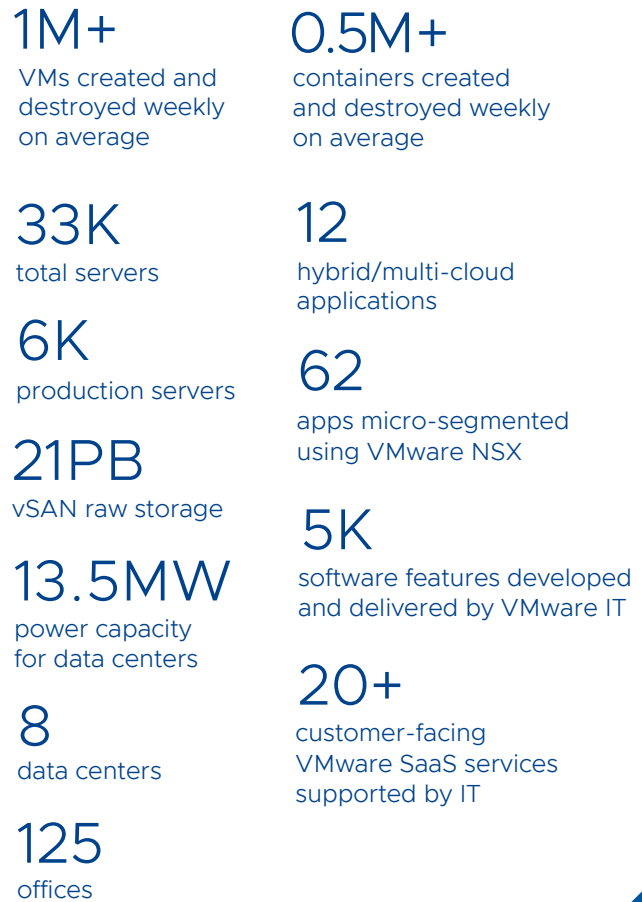 1M+
VMs created and
destroyed weekly
on average
33K
total servers
6K
production servers
21PB
vSAN raw storage
13.5MW
power capacity
for data centers
8
data centers
125
offices
0.5M+
containers created
and destroyed weekly
on average
12
hybrid/multi-cloud
applications
62
apps micro-segmented
using VMware NSX
5K
software features developed
and delivered by VMware IT
20+
customer-facing
VMware SaaS services
supported by IT